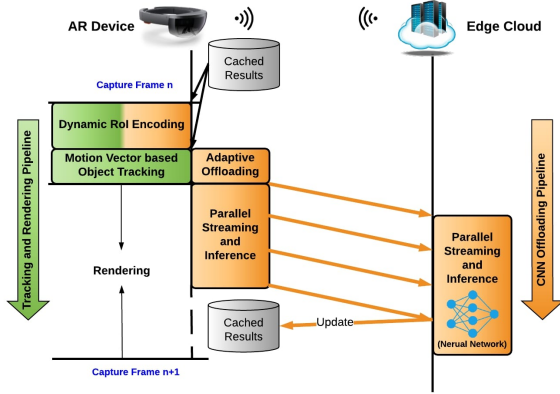 AR Device
Edge Cloud
Cached
Results
Capture Frame n
Dynamic RoI Encoding
Motion Vector based
Object Tracking
Adaptive
Offloading
Tracking and Rendering Pipeline
Parallel
Streaming
and
Inference
Rendering
Parallel
Streaming
and
Inference
(Nerual Network)
CNN Offloading Pipeline
Cached
Results
Update
Capture Frame n+1